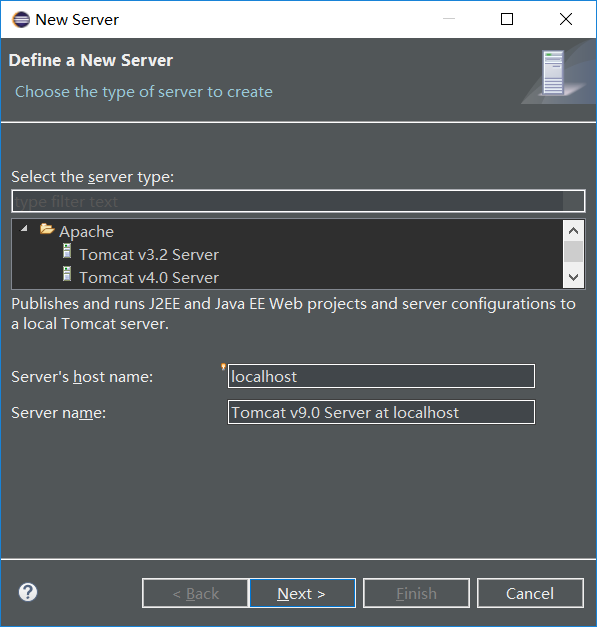 New Server
Define a New Server
Choose the type of server to create
Select the server type:
type filter text
Apache
Tomcat v3.2 Server
Tomcat v4.0 Server
Publishes and runs J2EE and Java EE Web projects and server configurations to
a local Tomcat server.
Server's host name:
localhost
Server name:
Tomcat v9.0 Server at localhost
?
< Back
Next >
Finish
Cancel